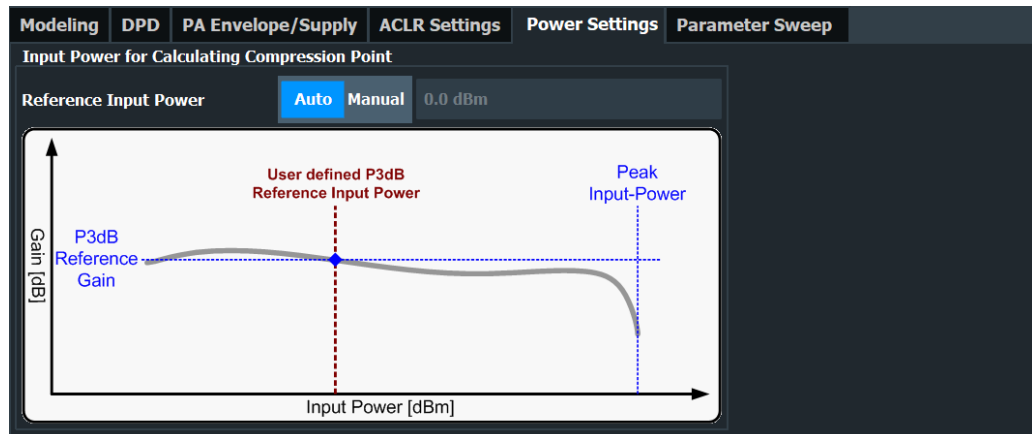 Modeling DPD PA Envelope/Supply ACLR Settings Power Settings Parameter Sweep
Input Power for Calculating Compression Point
Reference Input Power Auto Manual 0.0 dBm
User defined P3dB
Reference Input Power
Peak
Input-Power
P3dB
Reference
Gain
Gain [dB]
Input Power [dBm]